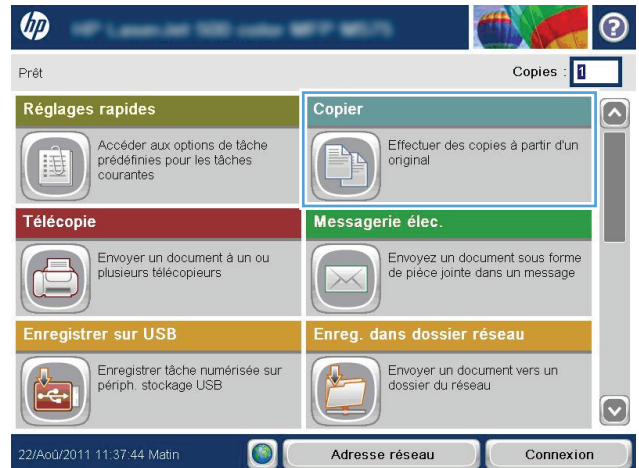 hp
?
Prêt
Copies : 1
Réglages rapides
Accéder aux options de tâche
prédéfinies pour les tâches
courantes
Copier
Effectuer des copies à partir d'un
original
Télécopie
Envoyer un document à un ou
plusieurs télécopieurs
Messagerie élec.
Envoyez un document sous forme
de pièce jointe dans un message
Enregistrer sur USB
Enregistrer tâche numérisée sur
périph. stockage USB
Enreg. dans dossier réseau
Envoyer un document vers un
dossier du réseau
22/Aoû/2011 11:37:44 Matin
Adresse réseau
Connexion